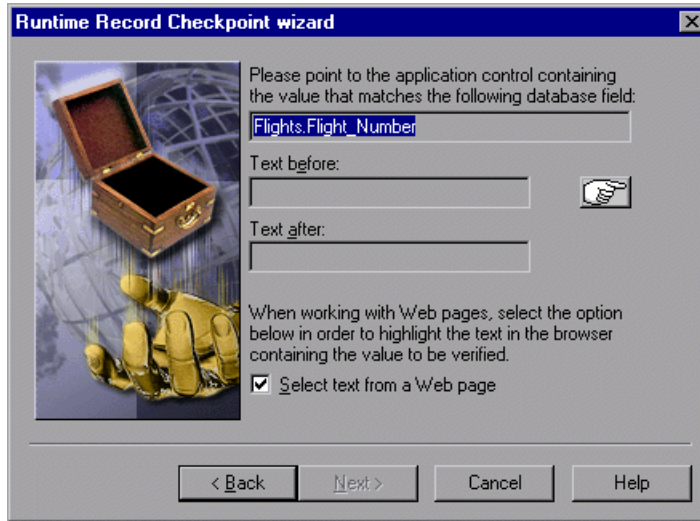 Runtime Record Checkpoint wizard
Please point to the application control containing
the value that matches the following database field:
Flights.Flight_Number
Text before:
Text after:
When working with Web pages, select the option
below in order to highlight the text in the browser
containing the value to be verified.
Select text from a Web page
< Back Next > Cancel Help